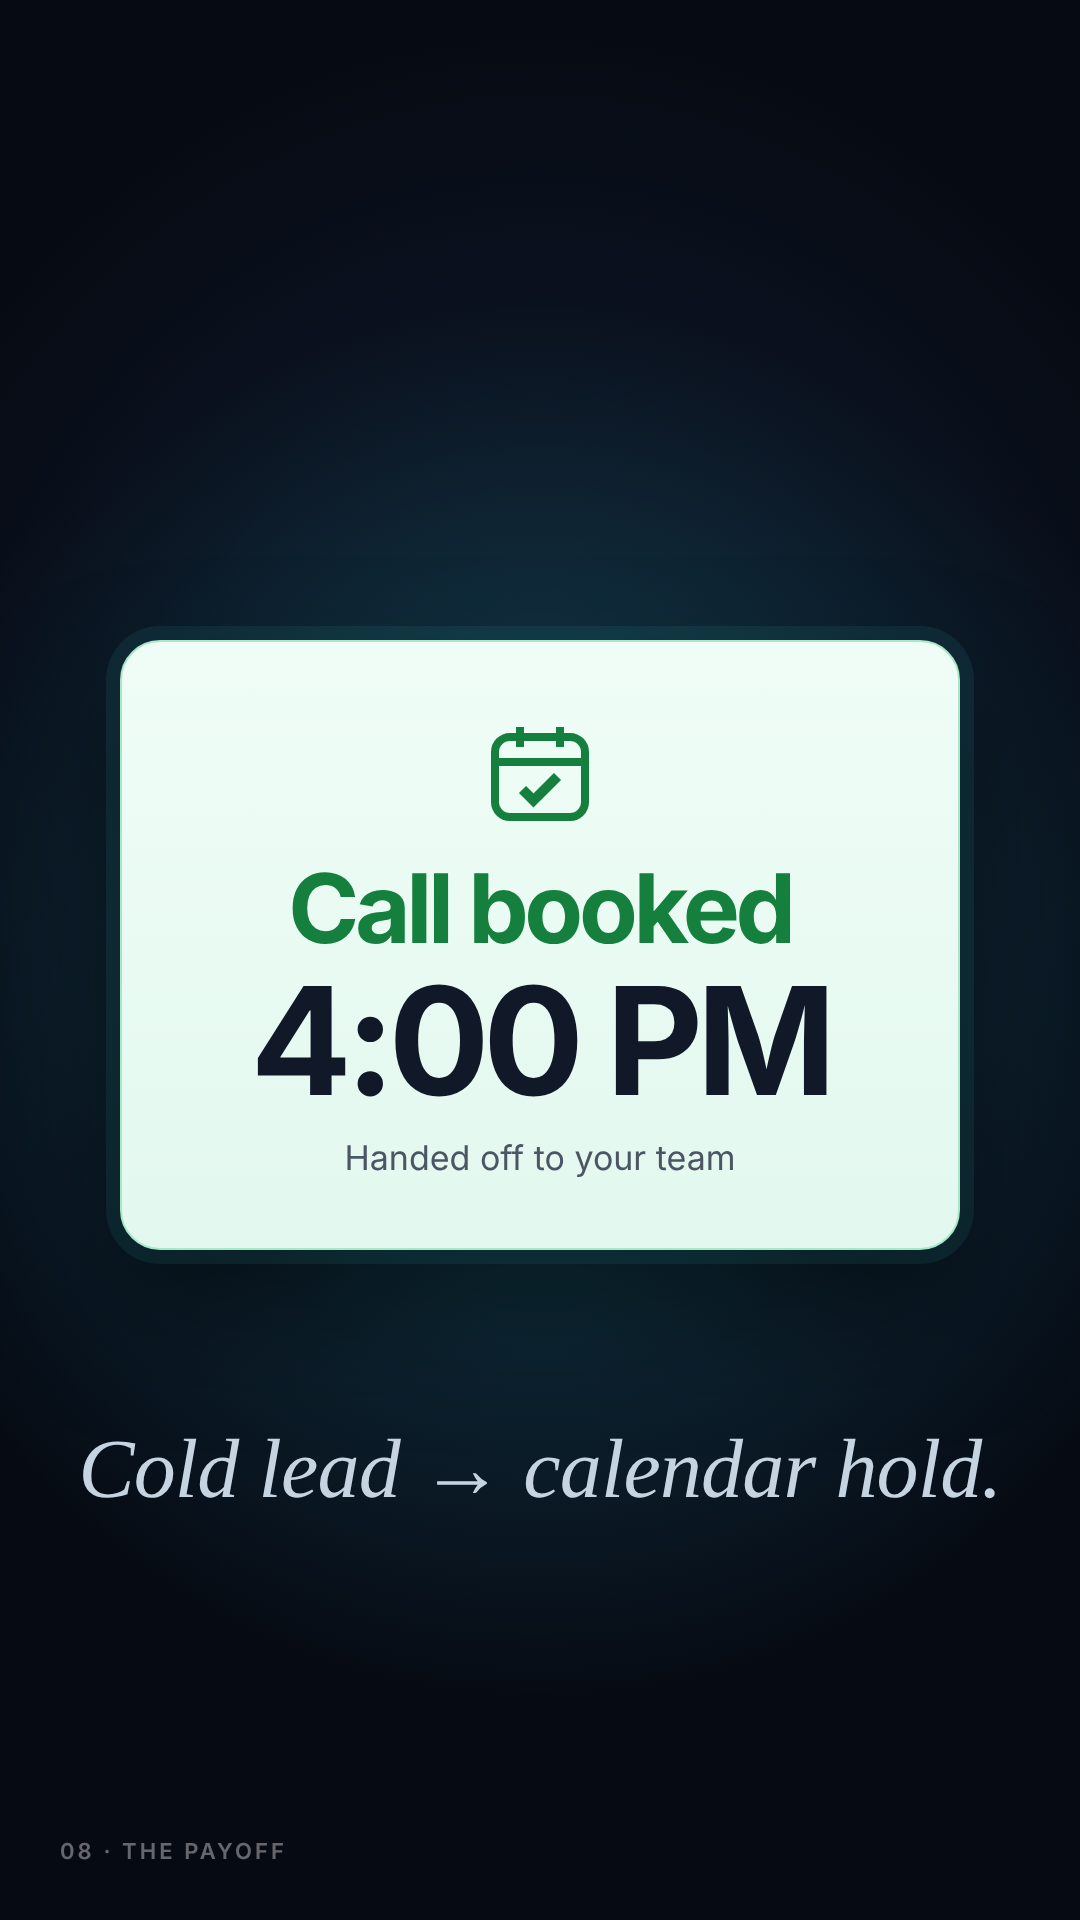 Call booked
4:00 PM
Handed off to your team
Cold lead → calendar hold.
08 · THE PAYOFF